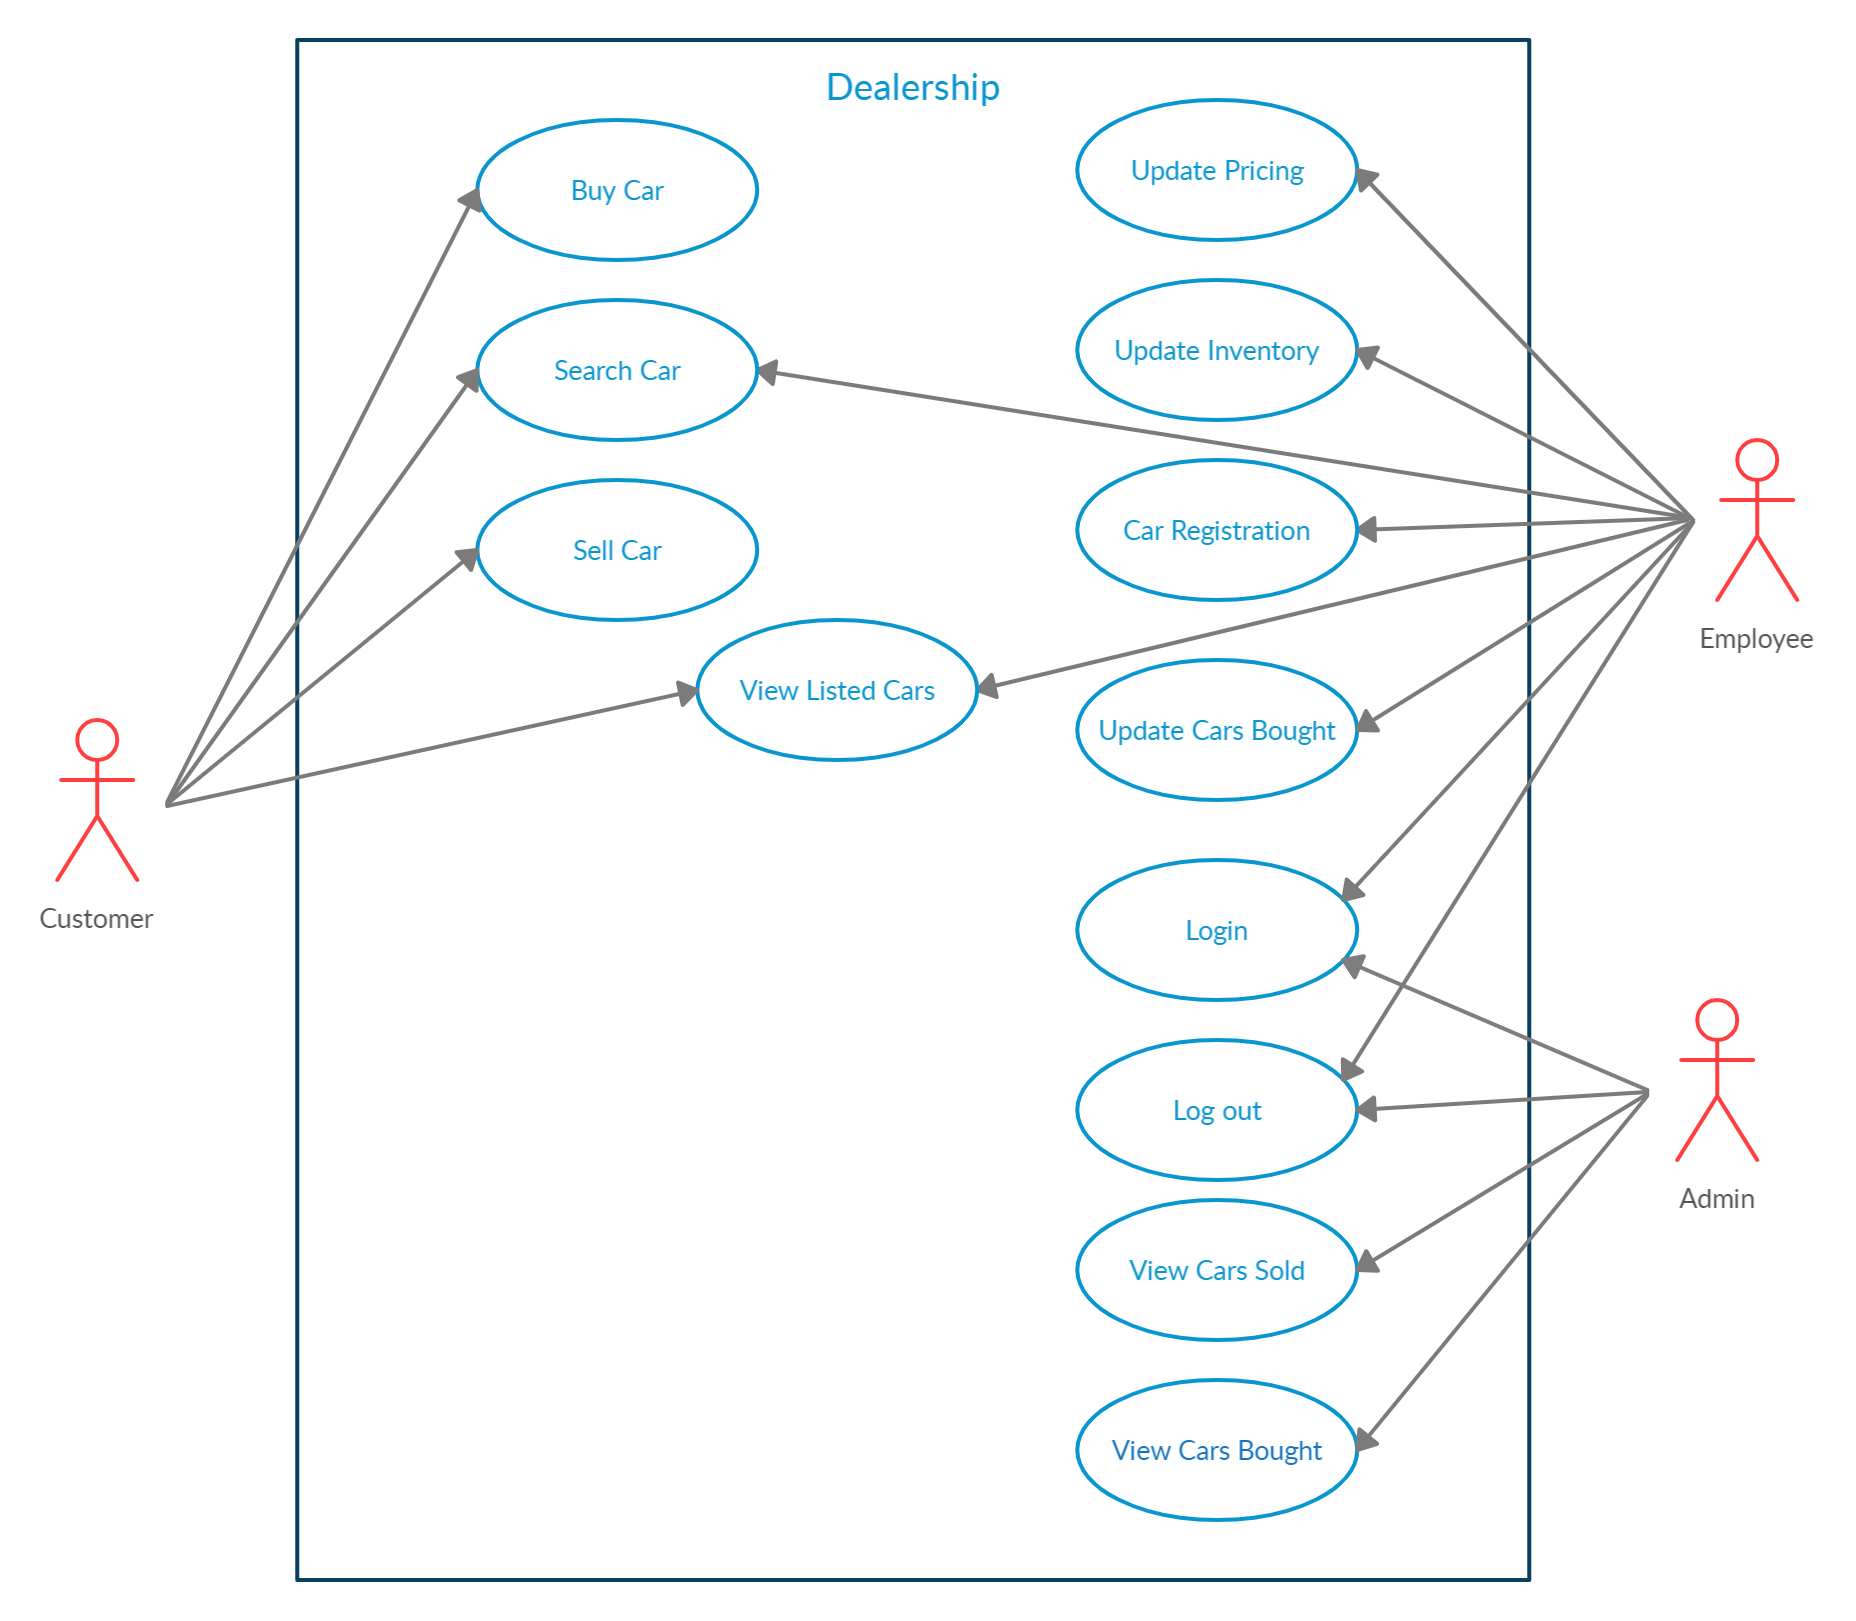 Dealership
Buy Car
Update Pricing
Search Car
Update Inventory
Sell Car
Car Registration
Employee
View Listed Cars
Update Cars Bought
Customer
Login
Log out
Admin
View Cars Sold
View Cars Bought